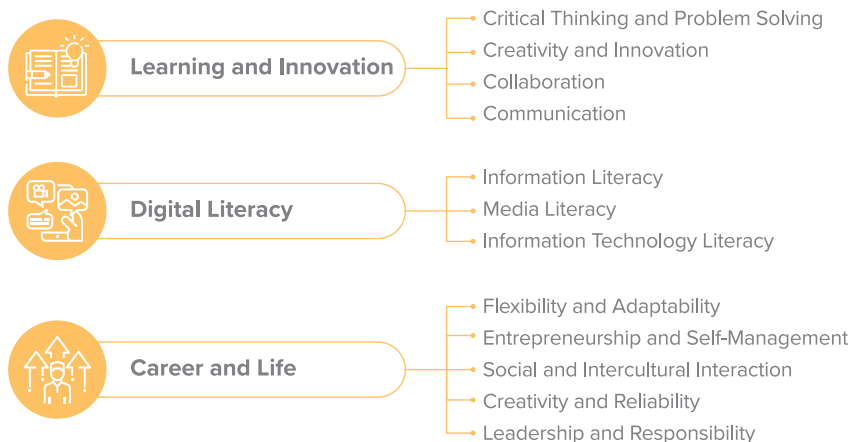 Learning and Innovation
Critical Thinking and Problem Solving
Creativity and Innovation
Collaboration
Communication
Digital Literacy
Information Literacy
Media Literacy
Information Technology Literacy
Career and Life
Flexibility and Adaptability
Entrepreneurship and Self-Management
Social and Intercultural Interaction
Creativity and Reliability
Leadership and Responsibility